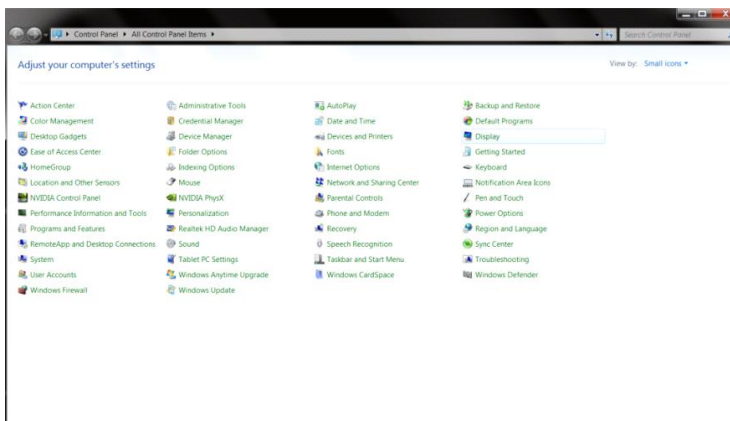 Control Panel ▸ All Control Panel Items ▸
Search Control Panel
Adjust your computer's settings
View by: Small icons
Action Center
Administrative Tools
AutoPlay
Backup and Restore
Color Management
Credential Manager
Date and Time
Default Programs
Desktop Gadgets
Device Manager
Devices and Printers
Display
Ease of Access Center
Folder Options
Fonts
Getting Started
HomeGroup
Indexing Options
Internet Options
Keyboard
Location and Other Sensors
Mouse
Network and Sharing Center
Notification Area Icons
NVIDIA Control Panel
NVIDIA PhysX
Parental Controls
Pen and Touch
Performance Information and Tools
Personalization
Phone and Modem
Power Options
Programs and Features
Realtek HD Audio Manager
Recovery
Region and Language
RemoteApp and Desktop Connections
Sound
Speech Recognition
Sync Center
System
Tablet PC Settings
Taskbar and Start Menu
Troubleshooting
User Accounts
Windows Anytime Upgrade
Windows CardSpace
Windows Defender
Windows Firewall
Windows Update